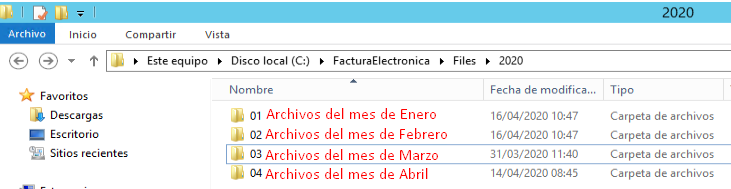 2020
Archivo Inicio Compartir Vista
Este equipo Disco local (C:) FacturaElectronica Files 2020
Favoritos
Descargas
Escritorio
Sitios recientes
Nombre Fecha de modifica... Tipo
01 Archivos del mes de Enero 16/04/2020 10:47 Carpeta de archivos
02 Archivos del mes de Febrero 16/04/2020 10:47 Carpeta de archivos
03 Archivos del mes de Marzo 31/03/2020 11:40 Carpeta de archivos
04 Archivos del mes de Abril 14/04/2020 08:45 Carpeta de archivos